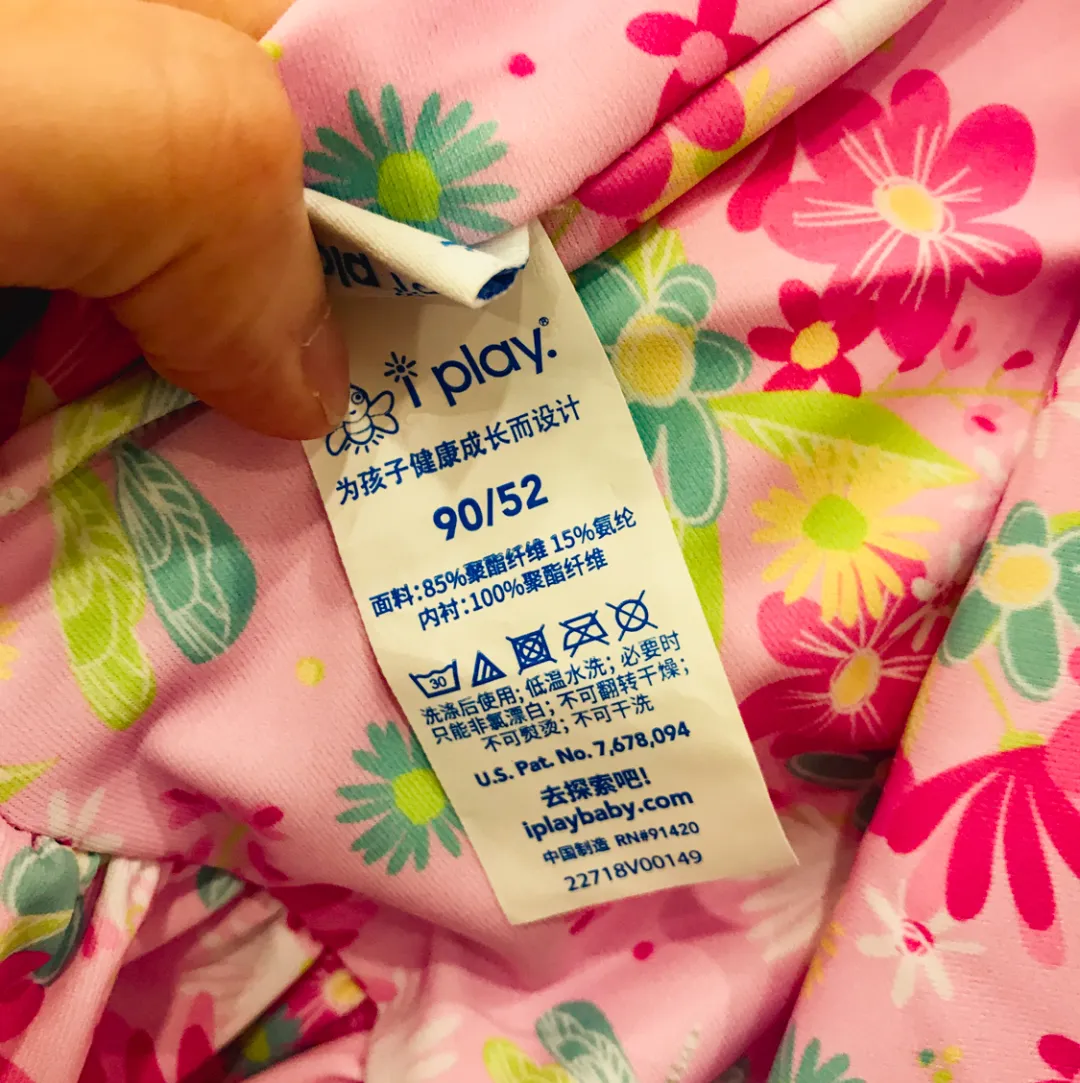 i play.®
为孩子健康成长而设计
90/52
面料:85%聚酯纤维 15%氨纶
内衬:100%聚酯纤维
30
洗涤后使用; 低温水洗; 必要时
只能非氯漂白; 不可翻转干燥;
不可熨烫; 不可干洗
U.S. Pat. No. 7,678,094
去探索吧!
iplaybaby.com
中国制造 RN#91420
22718V00149